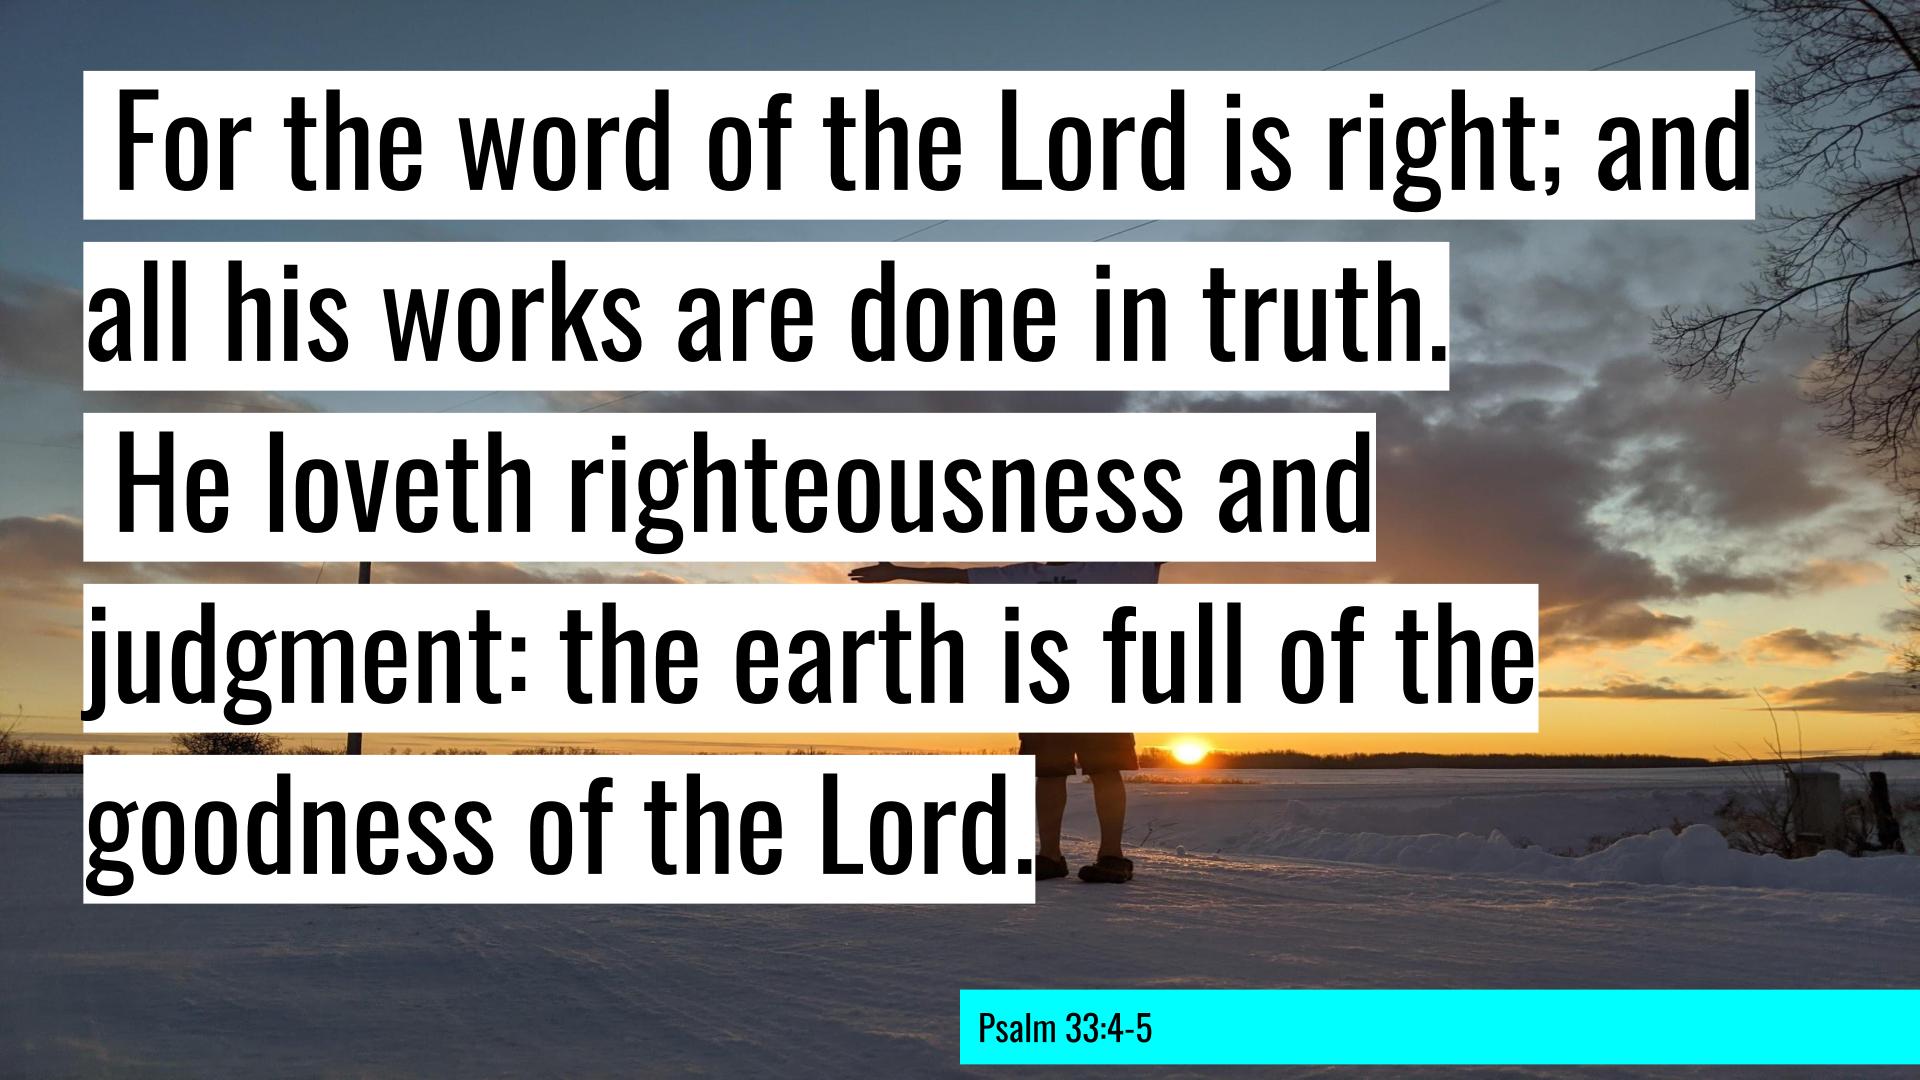 For the word of the Lord is right; and
all his works are done in truth.
He loveth righteousness and
judgment: the earth is full of the
goodness of the Lord.
Psalm 33:4-5